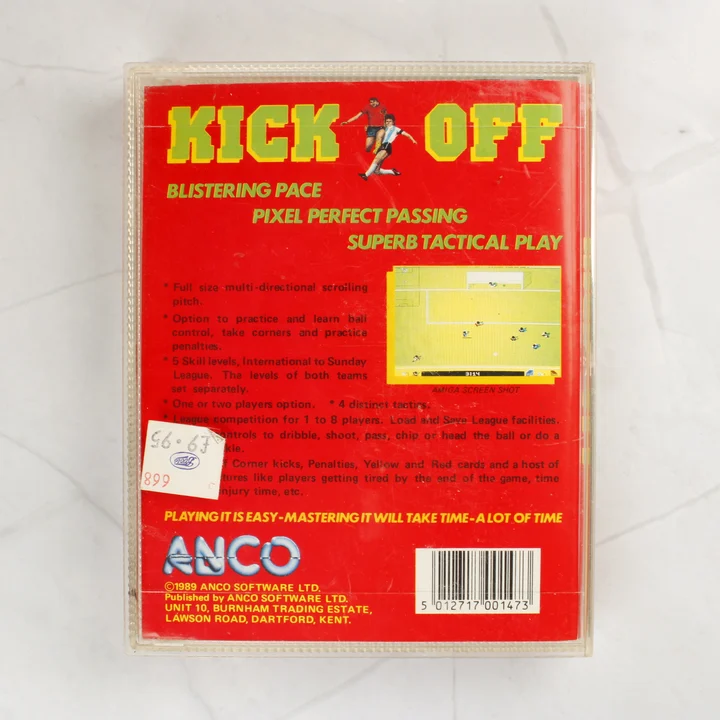 KICK OFF
BLISTERING PACE
PIXEL PERFECT PASSING
SUPERB TACTICAL PLAY
* Full size multi-directional scrolling
pitch.
* Option to practice and learn ball
control, take corners and practice
penalties.
* 5 Skill levels, International to Sunday
League. The levels of both teams
set separately.
AMIGA SCREEN SHOT
* One or two players option. * 4 distinct tactics.
League competition for 1 to 8 players. Load and Save League facilities.
controls to dribble, shoot, pass, chip or head the ball or do a
kle.
Corner kicks, Penalties, Yellow and Red cards and a host of
tures like players getting tired by the end of the game, time
njury time, etc.
£9.95
899
PLAYING IT IS EASY-MASTERING IT WILL TAKE TIME-A LOT OF TIME
ANCO
©1989 ANCO SOFTWARE LTD.
Published by ANCO SOFTWARE LTD.
UNIT 10, BURNHAM TRADING ESTATE,
LAWSON ROAD, DARTFORD, KENT.
5 012717 001473